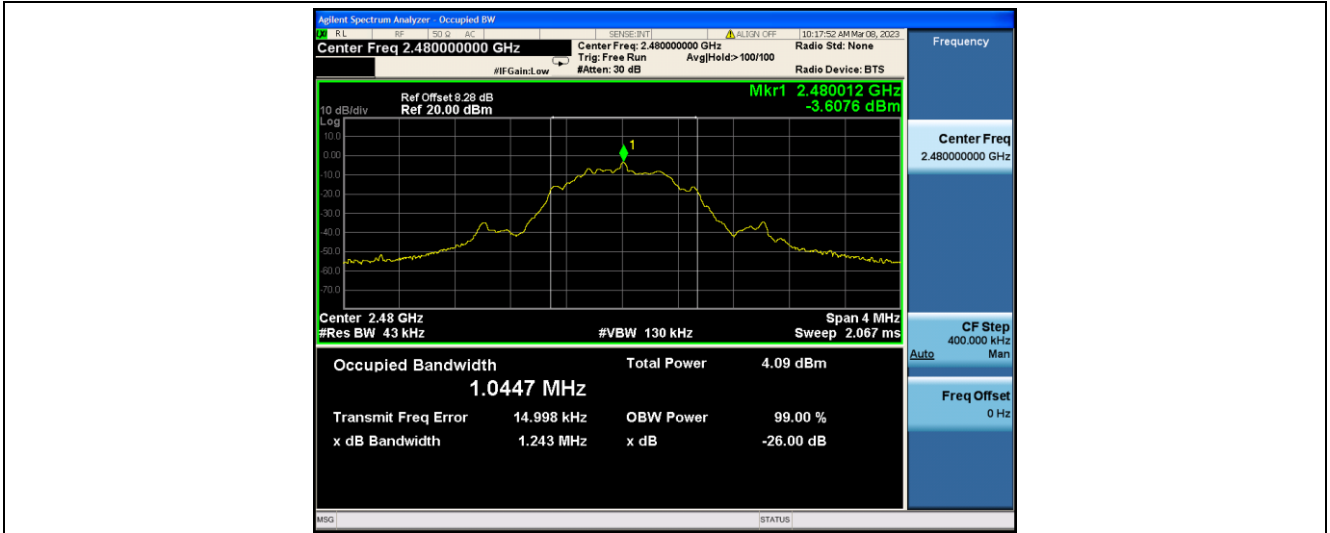 Agilent Spectrum Analyzer - Occupied BW
RL RF 50 Ω AC SENSE:INT ALIGN OFF 10:17:52 AM Mar 08, 2023
Center Freq 2.480000000 GHz Center Freq: 2.480000000 GHz Radio Std: None
Trig: Free Run Avg|Hold:>100/100
#IFGain:Low #Atten: 30 dB Radio Device: BTS
Ref Offset 8.28 dB Mkr1 2.480012 GHz
10 dB/div Ref 20.00 dBm -3.6076 dBm
Log
10.0
0.00
-10.0
-20.0
-30.0
-40.0
-50.0
-60.0
-70.0
1
Center 2.48 GHz Span 4 MHz
#Res BW 43 kHz #VBW 130 kHz Sweep 2.067 ms
Occupied Bandwidth Total Power 4.09 dBm
1.0447 MHz
Transmit Freq Error 14.998 kHz OBW Power 99.00 %
x dB Bandwidth 1.243 MHz x dB -26.00 dB
MSG STATUS
Frequency
Center Freq
2.480000000 GHz
CF Step
400.000 kHz
Auto Man
Freq Offset
0 Hz